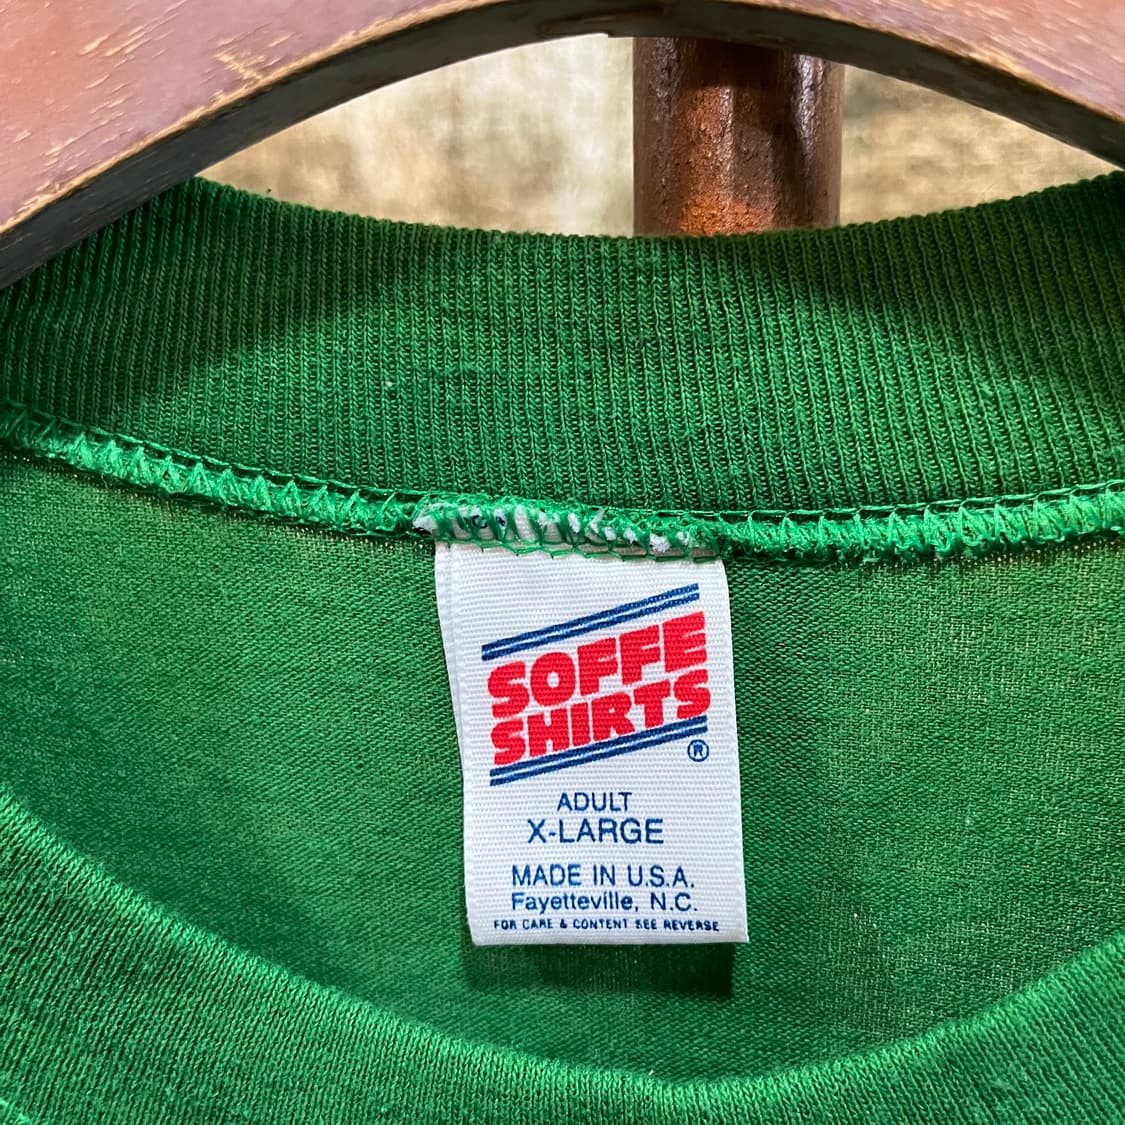 SOFFE
SHIRTS
®
ADULT
X-LARGE
MADE IN U.S.A.
Fayetteville, N.C.
FOR CARE & CONTENT SEE REVERSE